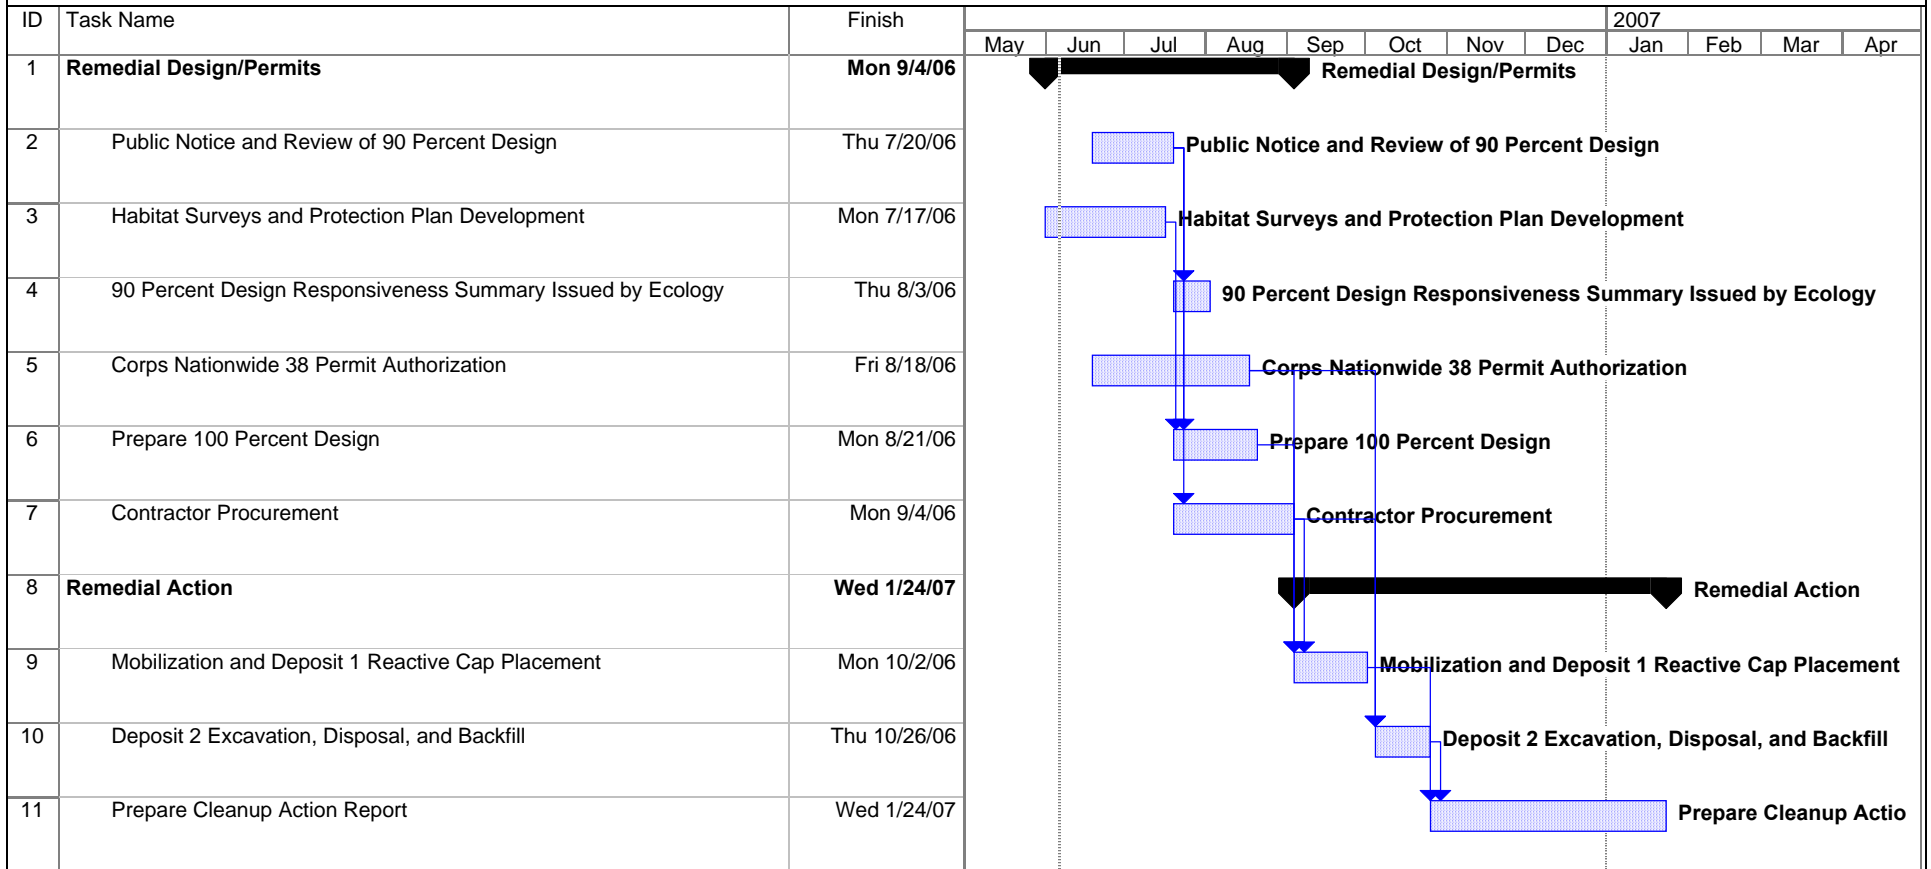 ID Task Name Finish 2007
May Jun Jul Aug Sep Oct Nov Dec Jan Feb Mar Apr
1 Remedial Design/Permits Mon 9/4/06 Remedial Design/Permits
2 Public Notice and Review of 90 Percent Design Thu 7/20/06 Public Notice and Review of 90 Percent Design
3 Habitat Surveys and Protection Plan Development Mon 7/17/06 Habitat Surveys and Protection Plan Development
4 90 Percent Design Responsiveness Summary Issued by Ecology Thu 8/3/06 90 Percent Design Responsiveness Summary Issued by Ecology
5 Corps Nationwide 38 Permit Authorization Fri 8/18/06 Corps Nationwide 38 Permit Authorization
6 Prepare 100 Percent Design Mon 8/21/06 Prepare 100 Percent Design
7 Contractor Procurement Mon 9/4/06 Contractor Procurement
8 Remedial Action Wed 1/24/07 Remedial Action
9 Mobilization and Deposit 1 Reactive Cap Placement Mon 10/2/06 Mobilization and Deposit 1 Reactive Cap Placement
10 Deposit 2 Excavation, Disposal, and Backfill Thu 10/26/06 Deposit 2 Excavation, Disposal, and Backfill
11 Prepare Cleanup Action Report Wed 1/24/07 Prepare Cleanup Actio